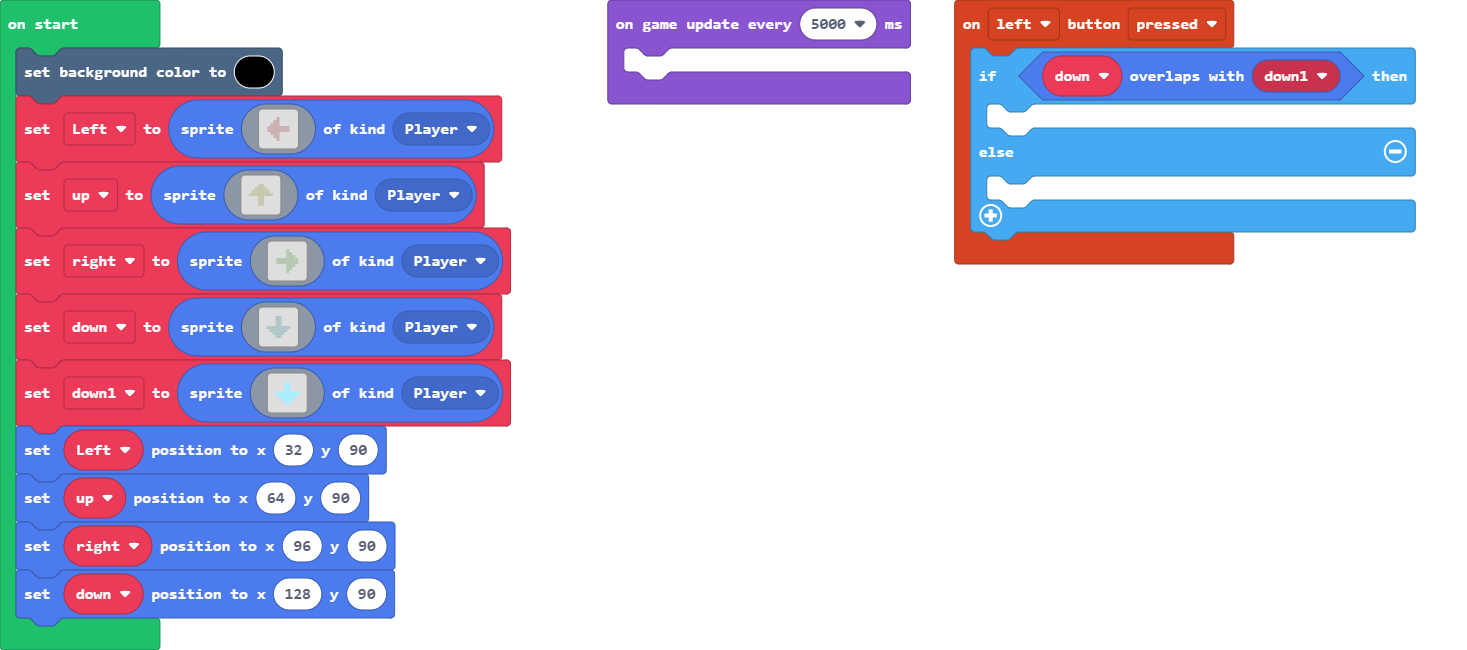 on start
set background color to
set Left to sprite of kind Player
set up to sprite of kind Player
set right to sprite of kind Player
set down to sprite of kind Player
set down1 to sprite of kind Player
set Left position to x 32 y 90
set up position to x 64 y 90
set right position to x 96 y 90
set down position to x 128 y 90
on game update every 5000 ms
on left button pressed
if down overlaps with down1 then
else